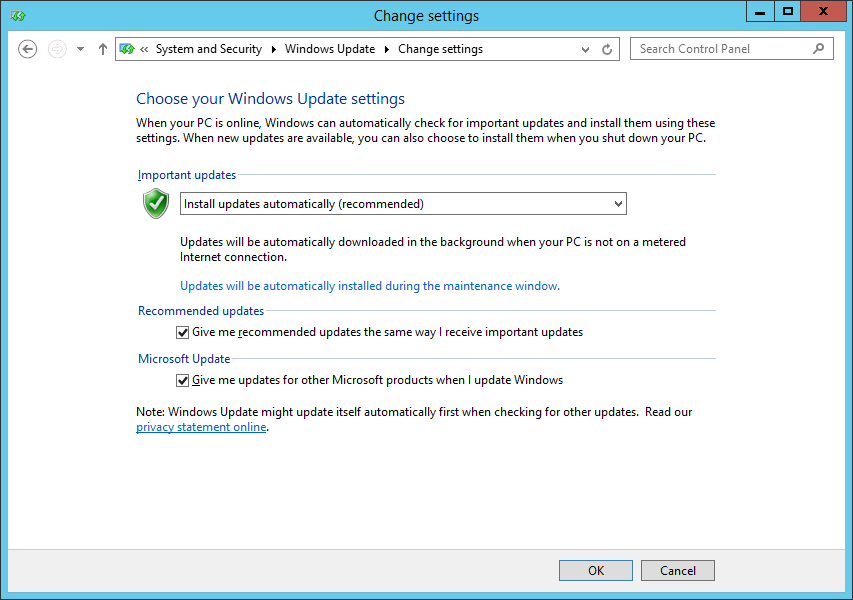 Change settings
« System and Security Windows Update Change settings
Search Control Panel
Choose your Windows Update settings
When your PC is online, Windows can automatically check for important updates and install them using these
settings. When new updates are available, you can also choose to install them when you shut down your PC.
Important updates
Install updates automatically (recommended)
Updates will be automatically downloaded in the background when your PC is not on a metered
Internet connection.
Updates will be automatically installed during the maintenance window.
Recommended updates
Give me recommended updates the same way I receive important updates
Microsoft Update
Give me updates for other Microsoft products when I update Windows
Note: Windows Update might update itself automatically first when checking for other updates.  Read our
privacy statement online.
OK
Cancel